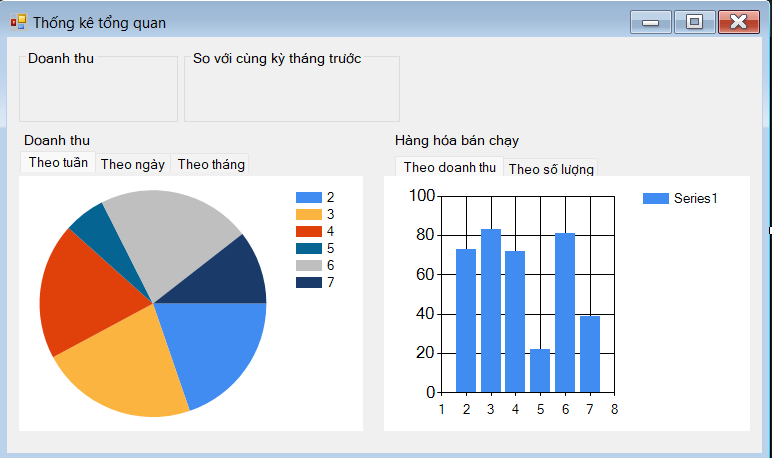 Thống kê tổng quan
Doanh thu
So với cùng kỳ tháng trước
Doanh thu
Theo tuần
Theo ngày
Theo tháng
2
3
4
5
6
7
Hàng hóa bán chạy
Theo doanh thu
Theo số lượng
100
80
60
40
20
0
1 2 3 4 5 6 7 8
Series1